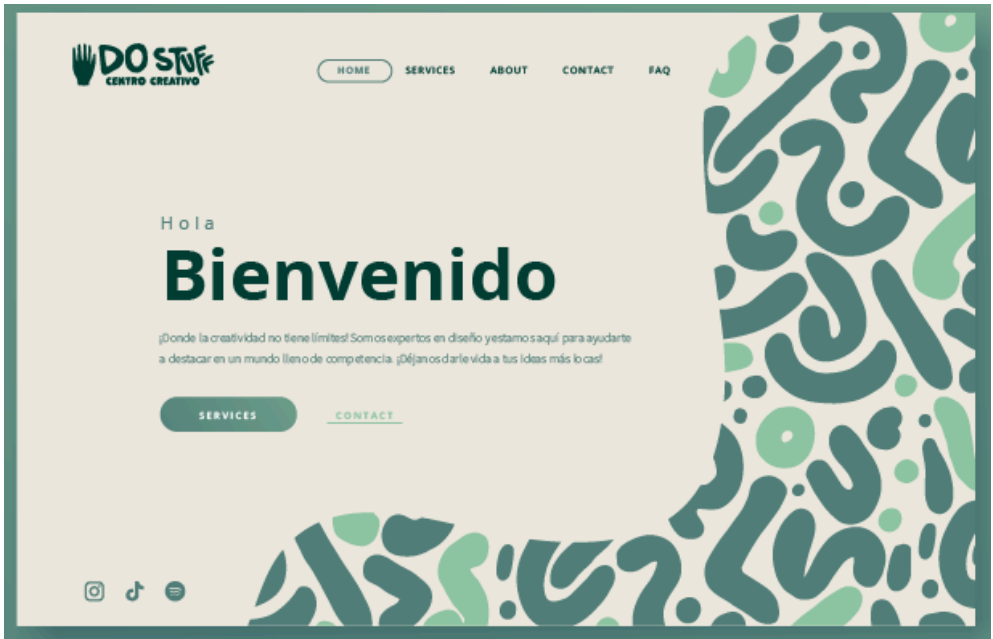 DO STUFF
CENTRO CREATIVO
HOME SERVICES ABOUT CONTACT FAQ
Hola
Bienvenido
¡Donde la creatividad no tiene límites! Somos expertos en diseño y estamos aquí para ayudarte
a destacar en un mundo lleno de competencia. ¡Déjanos darle vida a tus ideas más locas!
SERVICES CONTACT